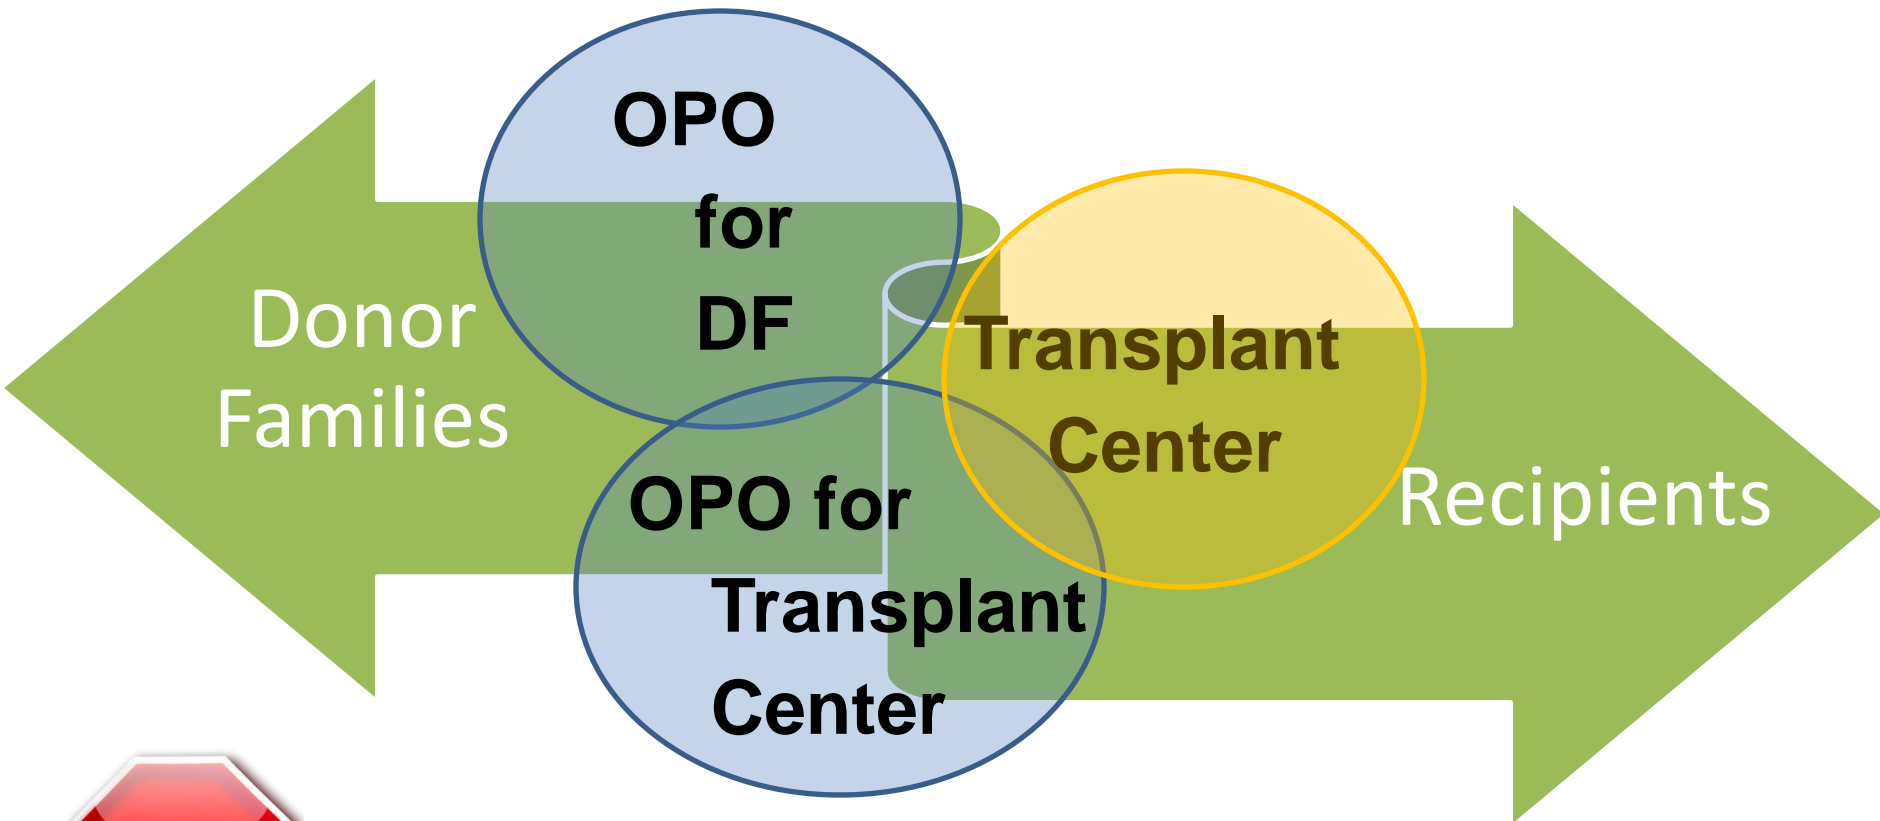 OPO
for
DF
Donor
Families
Transplant
Center
OPO for
Transplant
Center
Recipients